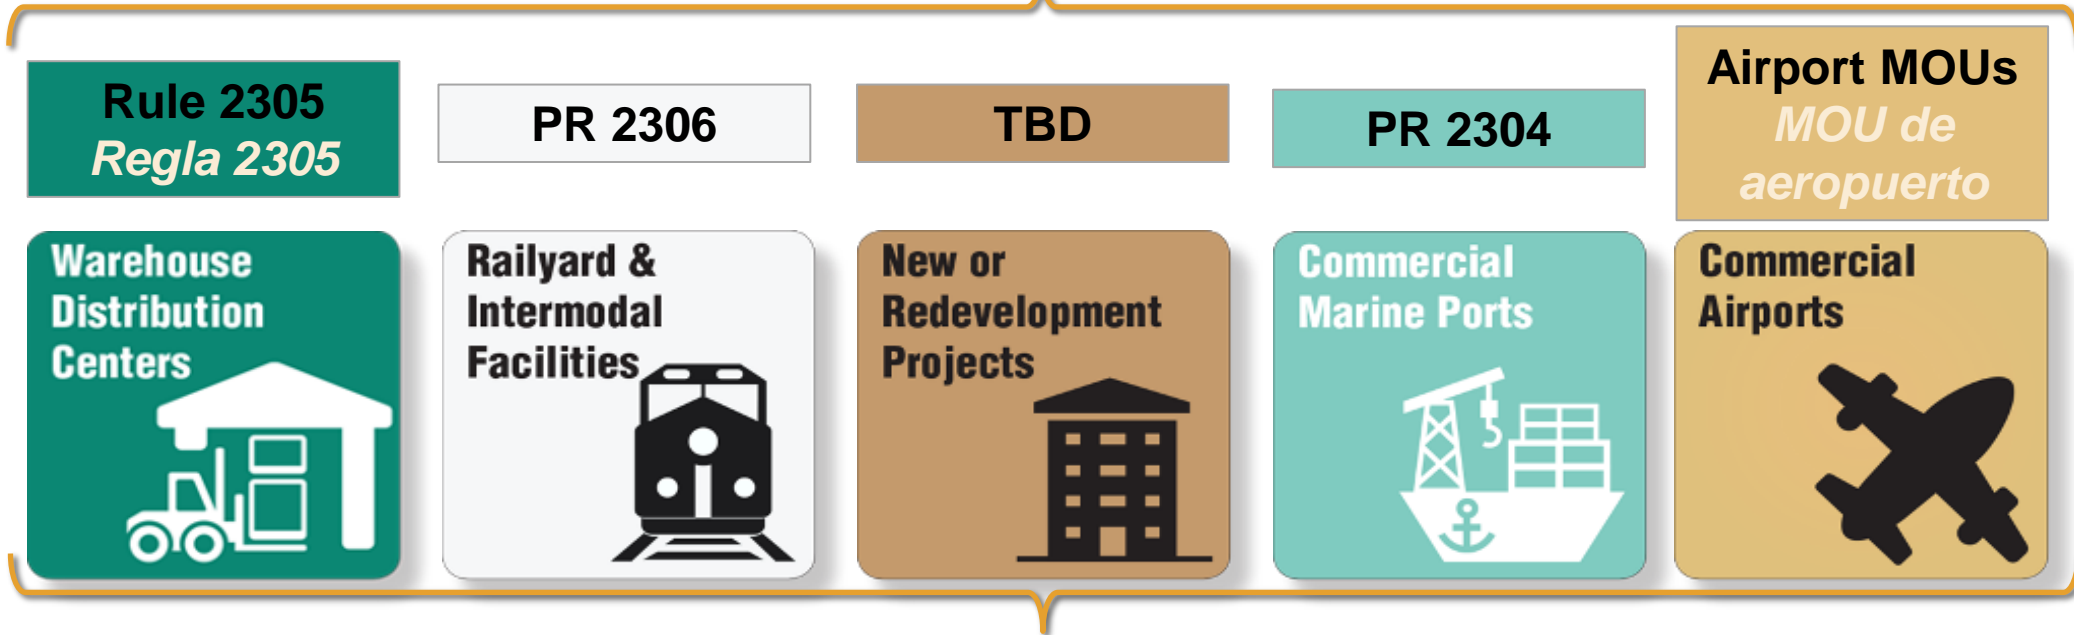 Rule 2305
Regla 2305
PR 2306
TBD
PR 2304
Airport MOUs
MOU de
aeropuerto
Warehouse
Distribution
Centers
Railyard &
Intermodal
Facilities
New or
Redevelopment
Projects
Commercial
Marine Ports
Commercial
Airports